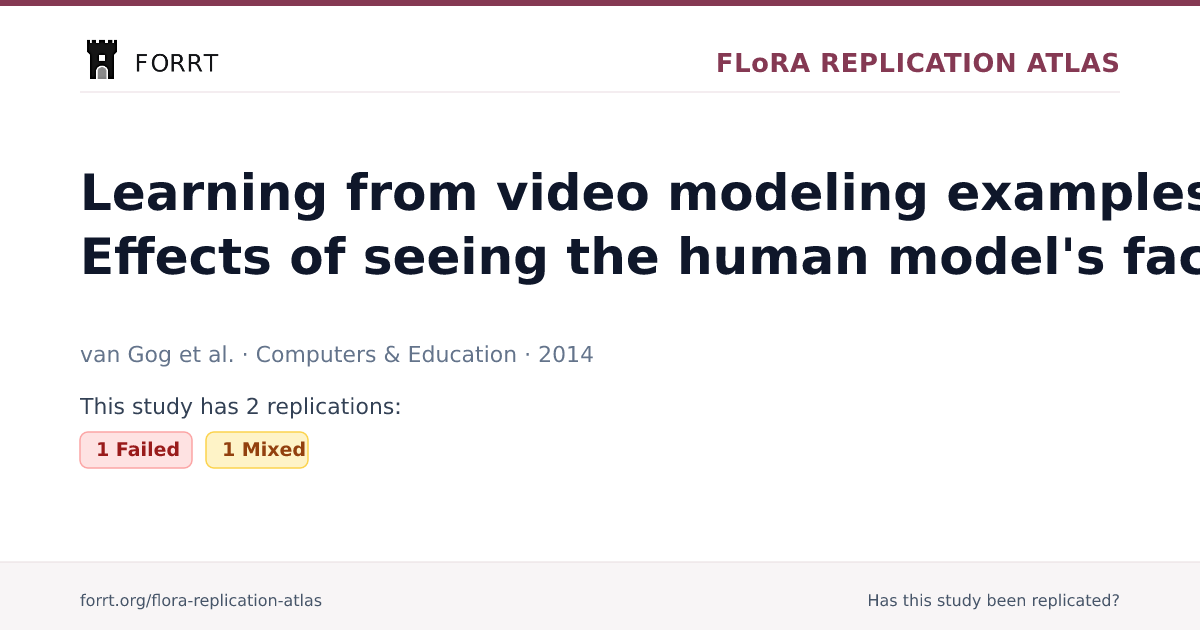 FORRT
FLoRA REPLICATION ATLAS
Learning from video modeling examples
Effects of seeing the human model's fac
van Gog et al. · Computers & Education · 2014
This study has 2 replications:
1 Failed
1 Mixed
forrt.org/flora-replication-atlas
Has this study been replicated?